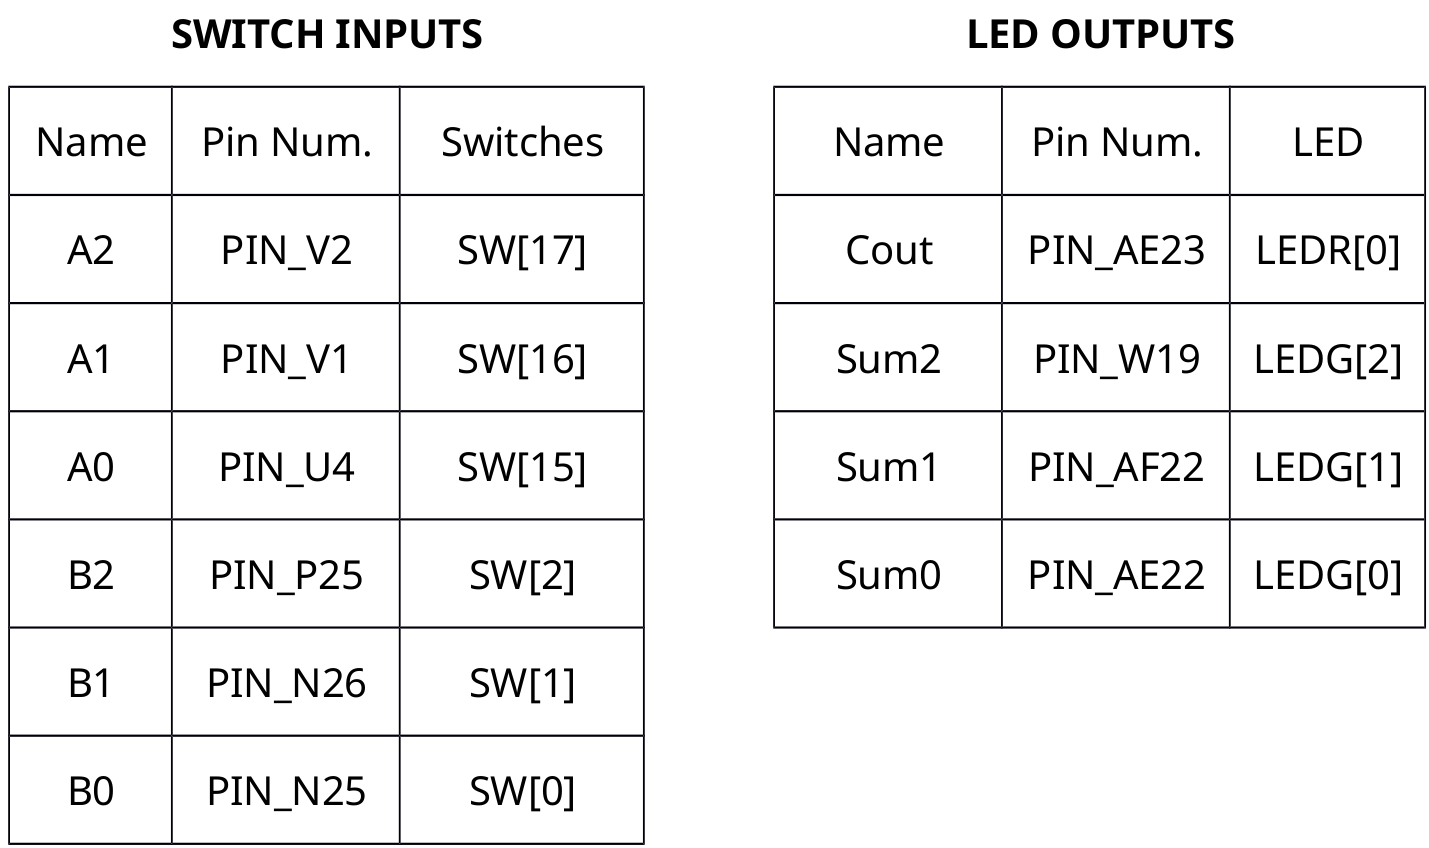 SWITCH INPUTS
Name Pin Num. Switches
A2 PIN_V2 SW[17]
A1 PIN_V1 SW[16]
A0 PIN_U4 SW[15]
B2 PIN_P25 SW[2]
B1 PIN_N26 SW[1]
B0 PIN_N25 SW[0]
LED OUTPUTS
Name Pin Num. LED
Cout PIN_AE23 LEDR[0]
Sum2 PIN_W19 LEDG[2]
Sum1 PIN_AF22 LEDG[1]
Sum0 PIN_AE22 LEDG[0]